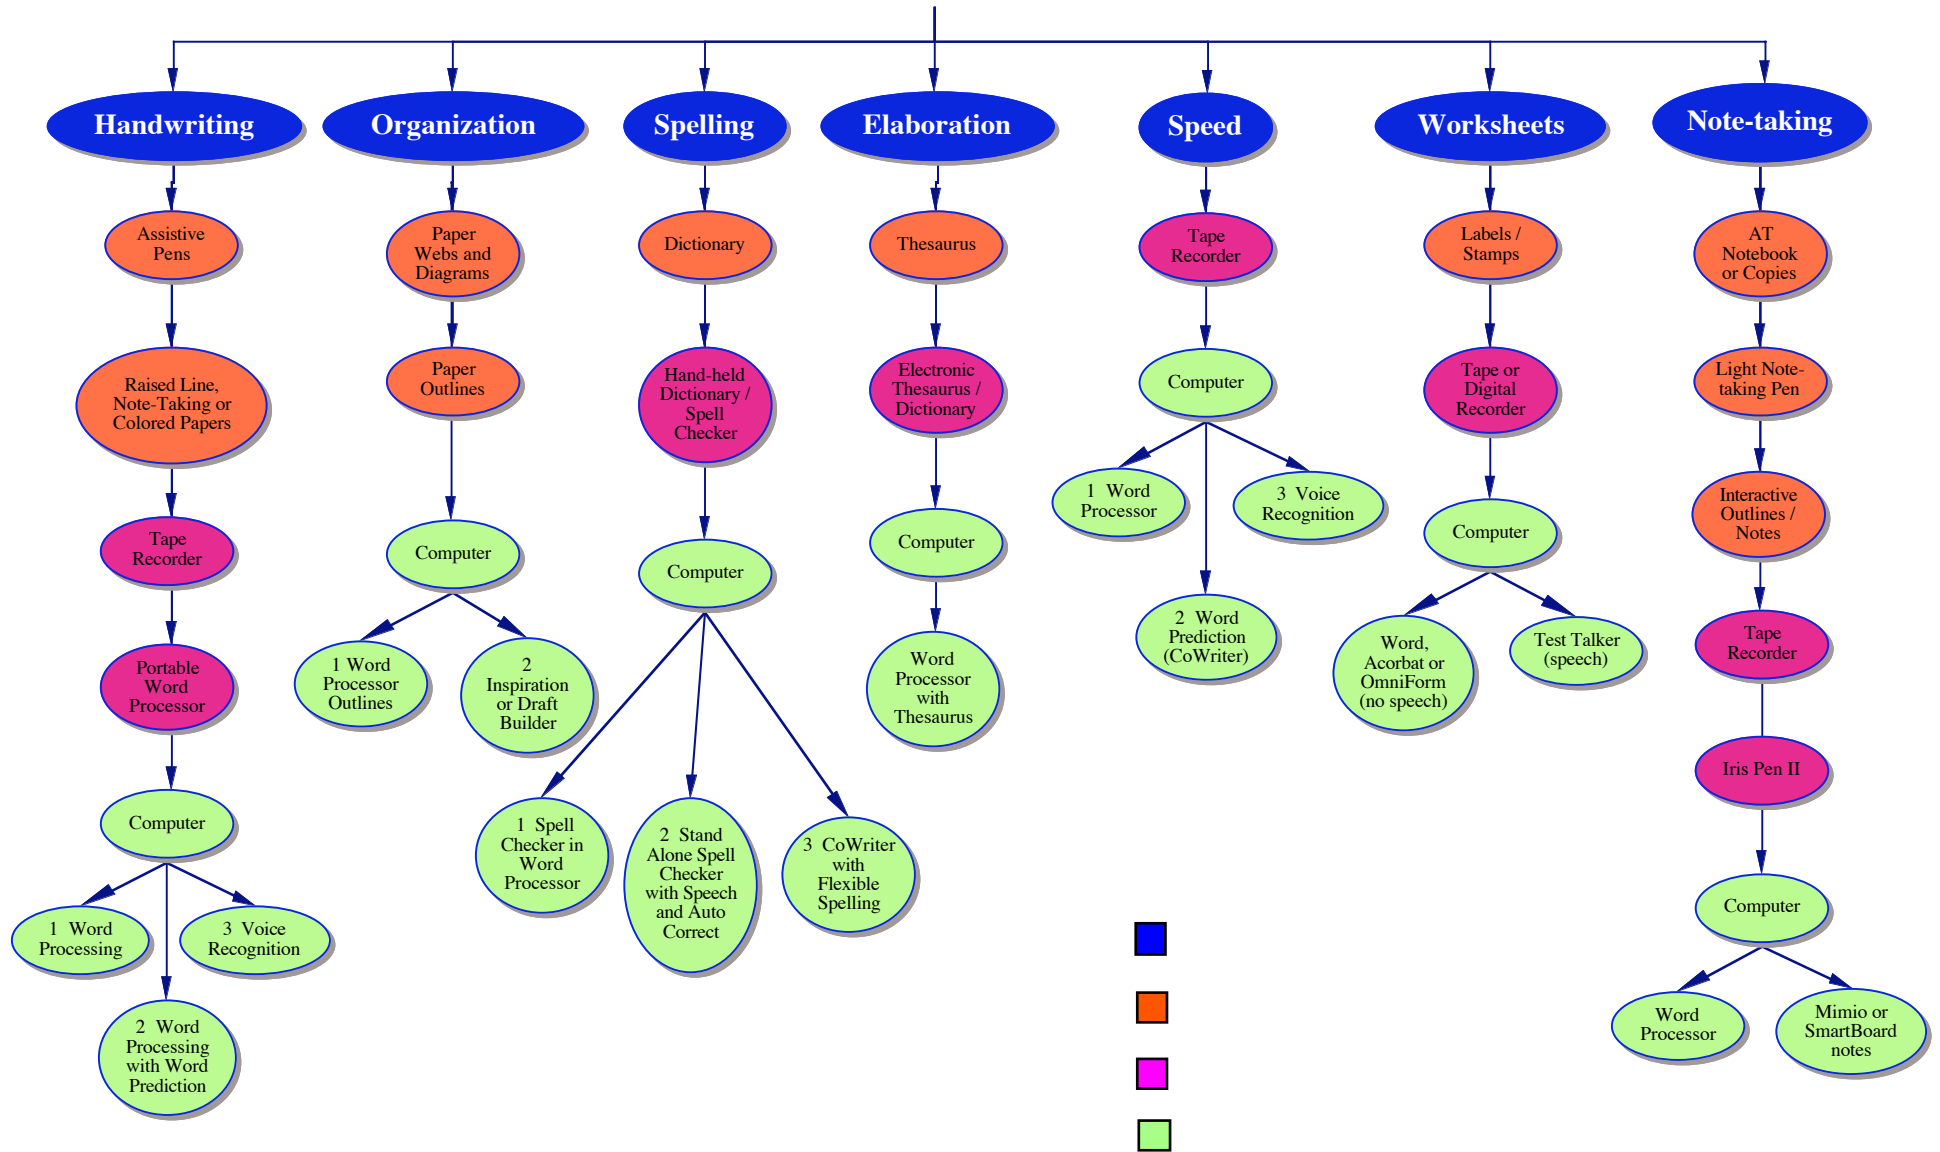 Handwriting
Organization
Spelling
Elaboration
Speed
Worksheets
Note-taking
Assistive
Pens
Raised Line,
Note-Taking or
Colored Papers
Tape
Recorder
Portable
Word
Processor
Computer
1 Word
Processing
2 Word
Processing
with Word
Prediction
3 Voice
Recognition
Paper
Webs and
Diagrams
Paper
Outlines
Computer
1 Word
Processor
Outlines
2
Inspiration
or Draft
Builder
Dictionary
Hand-held
Dictionary /
Spell
Checker
Computer
1 Spell
Checker in
Word
Processor
2 Stand
Alone Spell
Checker
with Speech
and Auto
Correct
3 CoWriter
with
Flexible
Spelling
Thesaurus
Electronic
Thesaurus /
Dictionary
Computer
Word
Processor
with
Thesaurus
Tape
Recorder
Computer
1 Word
Processor
2 Word
Prediction
(CoWriter)
3 Voice
Recognition
Labels /
Stamps
Tape or
Digital
Recorder
Computer
Word,
Acorbat or
OmniForm
(no speech)
Test Talker
(speech)
AT
Notebook
or Copies
Light Note-
taking Pen
Interactive
Outlines /
Notes
Tape
Recorder
Iris Pen II
Computer
Word
Processor
Mimio or
SmartBoard
notes